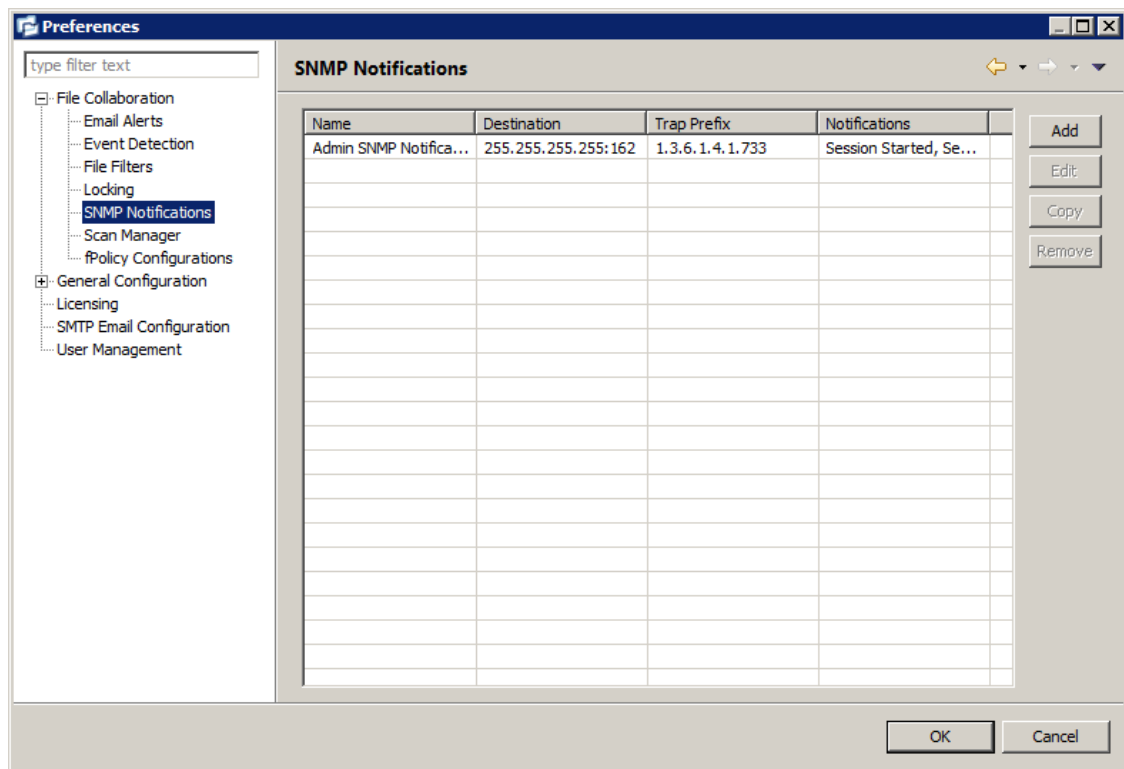 Preferences
type filter text
File Collaboration
Email Alerts
Event Detection
File Filters
Locking
SNMP Notifications
Scan Manager
fPolicy Configurations
General Configuration
Licensing
SMTP Email Configuration
User Management
SNMP Notifications
Name Destination Trap Prefix Notifications
Admin SNMP Notifica... 255.255.255.255:162 1.3.6.1.4.1.733 Session Started, Se...
Add
Edit
Copy
Remove
OK Cancel